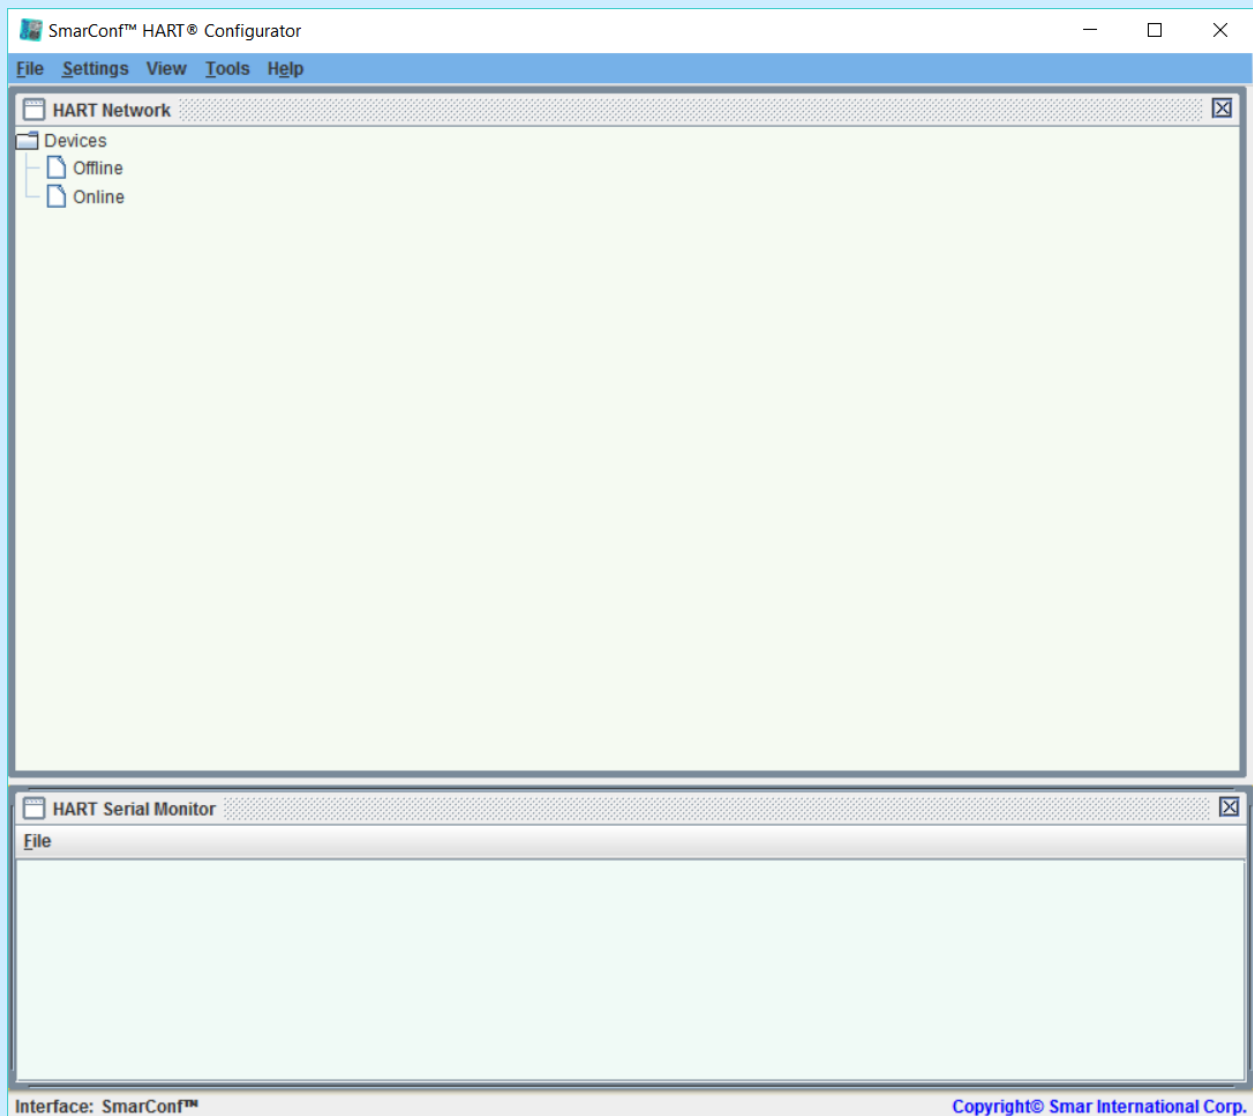 SmarConf™ HART® Configurator
File Settings View Tools Help
HART Network
Devices
Offline
Online
HART Serial Monitor
File
Interface: SmarConf™ Copyright© Smar International Corp.